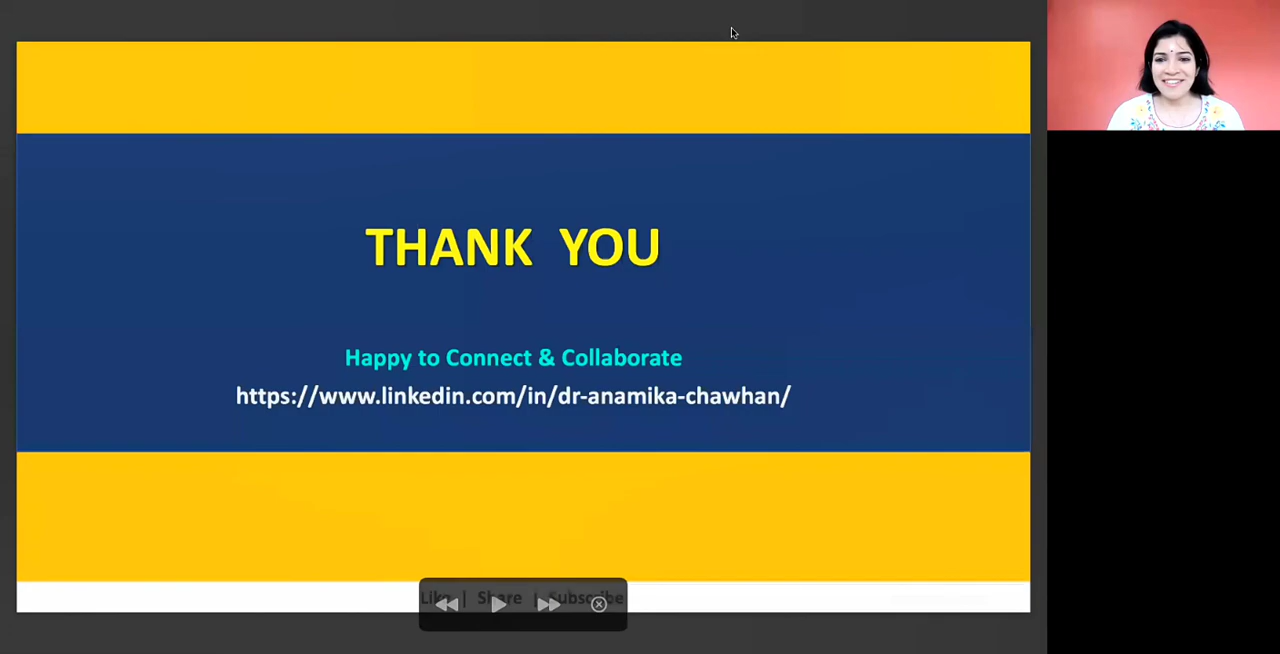 THANK YOU
Happy to Connect & Collaborate
https://www.linkedin.com/in/dr-anamika-chawhan/
Like | Share | Subscribe